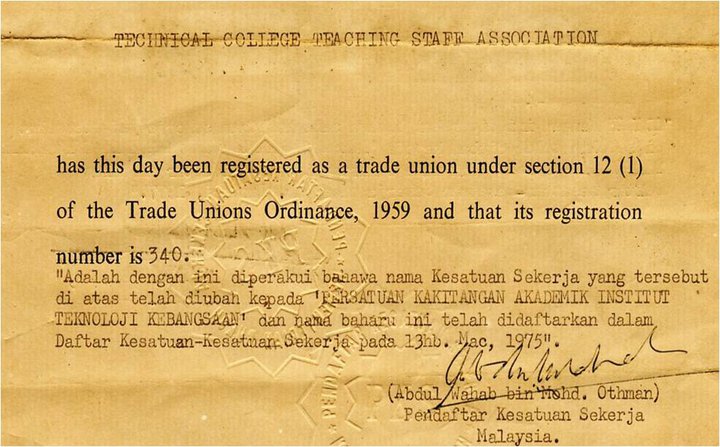 TECHNICAL COLLEGE TEACHING STAFF ASSOCIATION
has this day been registered as a trade union under section 12 (1)
of the Trade Unions Ordinance, 1959 and that its registration
number is 340.
"Adalah dengan ini diperakui bahawa nama Kesatuan Sekerja yang tersebut
di atas telah diubah kepada 'PERSATUAN KAKITANGAN AKADEMIK INSTITUT
TEKNOLOJI KEBANGSAAN' dan nama baharu ini telah didaftarkan dalam
Daftar Kesatuan-Kesatuan Sekerja pada 13hb. Mac, 1975".
(Abdul Wahab bin Mohd. Othman)
Pendaftar Kesatuan Sekerja
Malaysia.